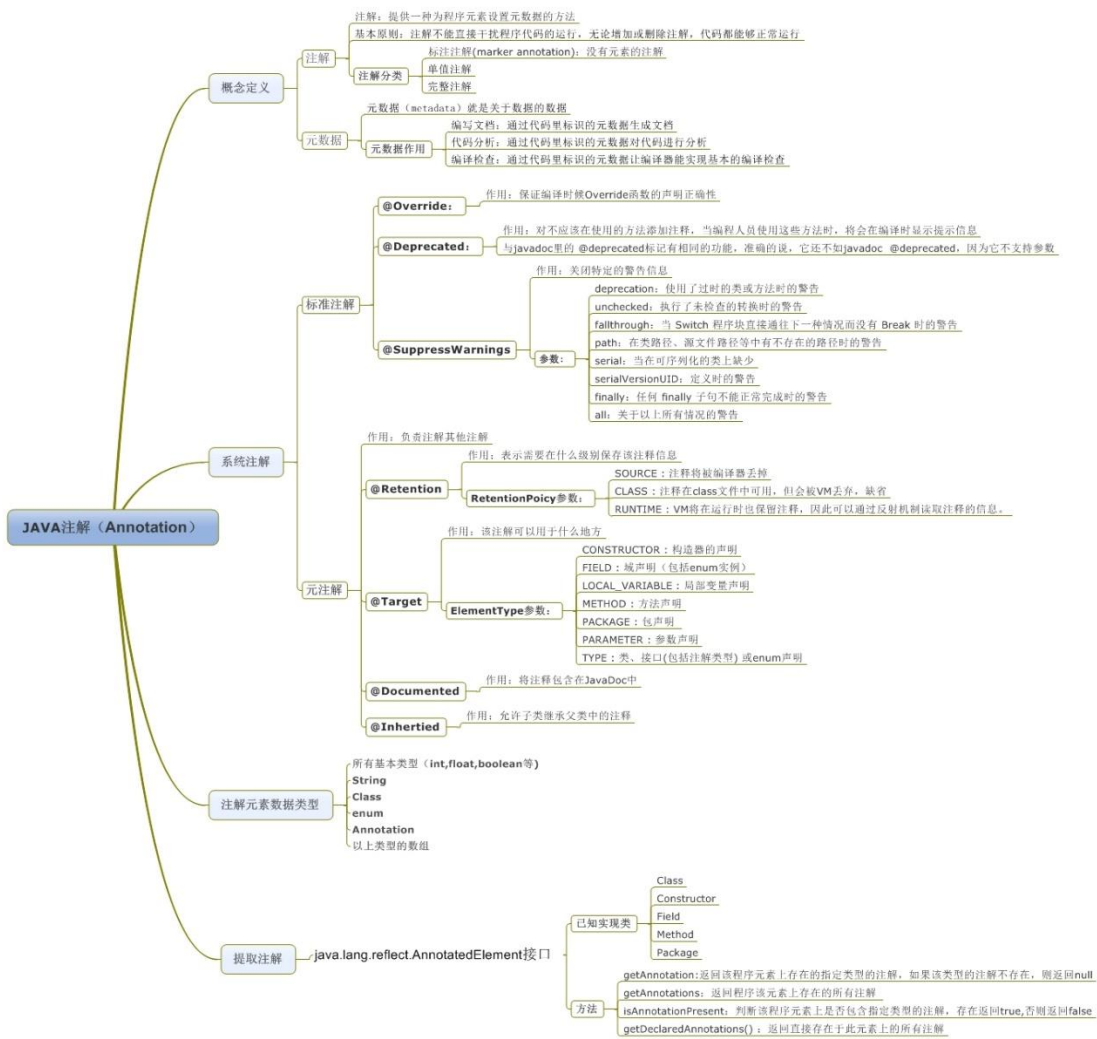 JAVA注解（Annotation）
概念定义
注解
注解：提供一种为程序元素设置元数据的方法
基本原则：注解不能直接干扰程序代码的运行，无论增加或删除注解，代码都能够正常运行
注解分类
标注注解(marker annotation)：没有元素的注解
单值注解
完整注解
元数据
元数据（metadata）就是关于数据的数据
元数据作用
编写文档：通过代码里标识的元数据生成文档
代码分析：通过代码里标识的元数据对代码进行分析
编译检查：通过代码里标识的元数据让编译器能实现基本的编译检查
系统注解
标准注解
@Override：
作用：保证编译时候Override函数的声明正确性
@Deprecated：
作用：对不应该在使用的方法添加注释，当编程人员使用这些方法时，将会在编译时显示提示信息
与javadoc里的 @deprecated标记有相同的功能，准确的说，它还不如javadoc @deprecated，因为它不支持参数
@SuppressWarnings
作用：关闭特定的警告信息
参数：
deprecation：使用了过时的类或方法时的警告
unchecked：执行了未检查的转换时的警告
fallthrough：当 Switch 程序块直接通往下一种情况而没有 Break 时的警告
path：在类路径、源文件路径等中有不存在的路径时的警告
serial：当在可序列化的类上缺少
serialVersionUID：定义时的警告
finally：任何 finally 子句不能正常完成时的警告
all：关于以上所有情况的警告
元注解
作用：负责注解其他注解
@Retention
作用：表示需要在什么级别保存该注释信息
RetentionPoicy参数：
SOURCE：注释将被编译器丢掉
CLASS：注释在class文件中可用，但会被VM丢弃，缺省
RUNTIME：VM将在运行时也保留注释，因此可以通过反射机制读取注释的信息。
@Target
作用：该注解可以用于什么地方
ElementType参数：
CONSTRUCTOR：构造器的声明
FIELD：域声明（包括enum实例）
LOCAL_VARIABLE：局部变量声明
METHOD：方法声明
PACKAGE：包声明
PARAMETER：参数声明
TYPE：类、接口(包括注解类型) 或enum声明
@Documented
作用：将注释包含在JavaDoc中
@Inhertied
作用：允许子类继承父类中的注释
注解元素数据类型
所有基本类型（int,float,boolean等)
String
Class
enum
Annotation
以上类型的数组
提取注解
java.lang.reflect.AnnotatedElement接口
已知实现类
Class
Constructor
Field
Method
Package
方法
getAnnotation:返回该程序元素上存在的指定类型的注解，如果该类型的注解不存在，则返回null
getAnnotations：返回程序该元素上存在的所有注解
isAnnotationPresent：判断该程序元素上是否包含指定类型的注解，存在返回true,否则返回false
getDeclaredAnnotations()：返回直接存在于此元素上的所有注解